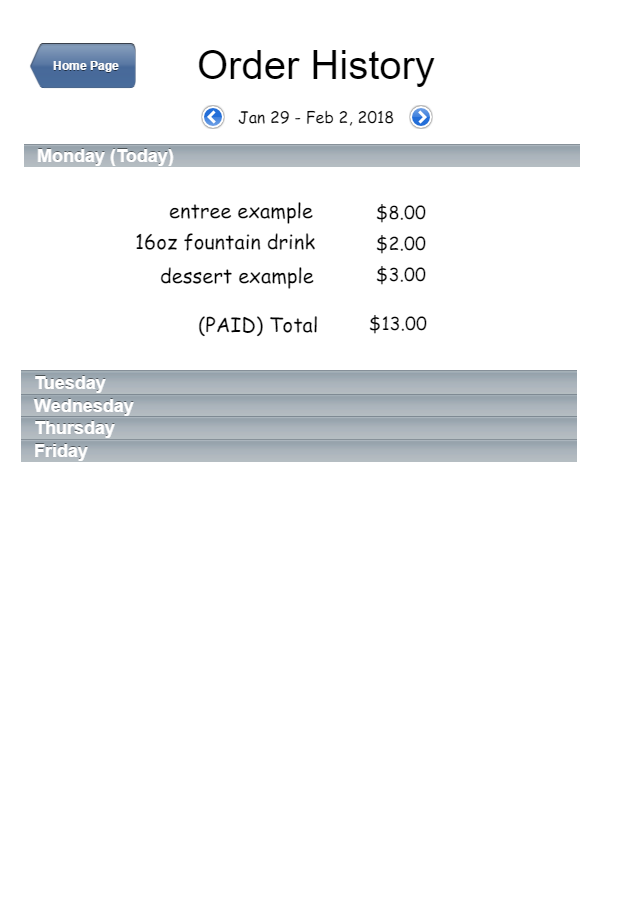 Home Page
Order History
Jan 29 - Feb 2, 2018
Monday (Today)
entree example $8.00
16oz fountain drink $2.00
dessert example $3.00
(PAID) Total $13.00
Tuesday
Wednesday
Thursday
Friday